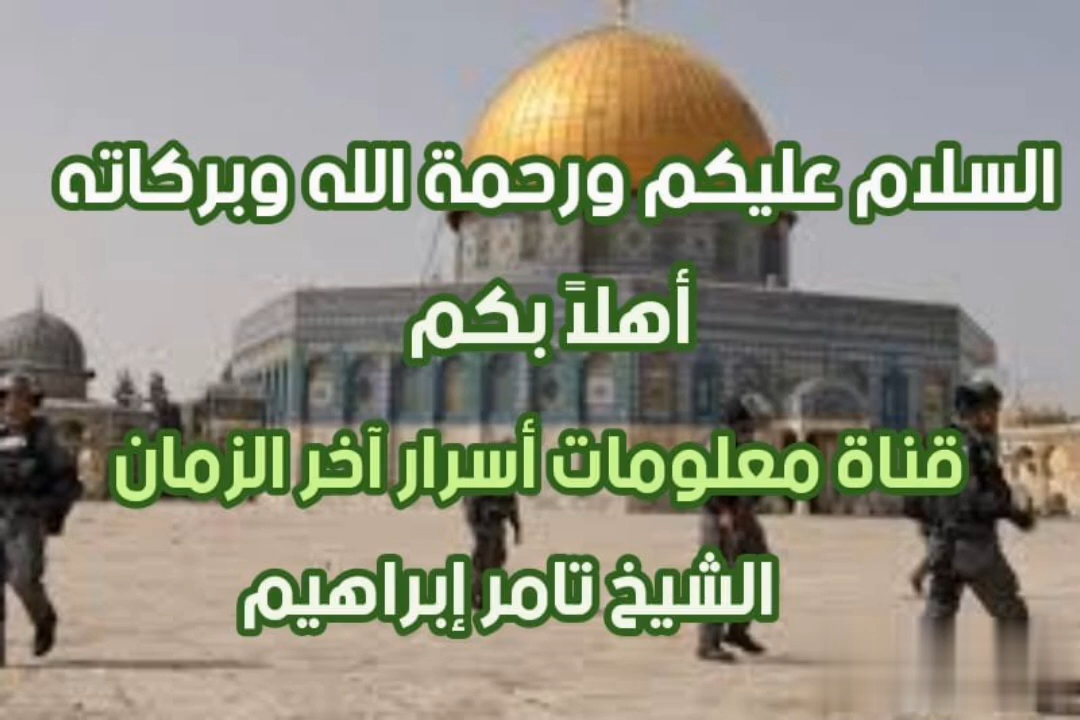 السلام عليكم ورحمة الله وبركاته
أهلاً بكم
قناة معلومات أسرار آخر الزمان
الشيخ تامر إبراهيم